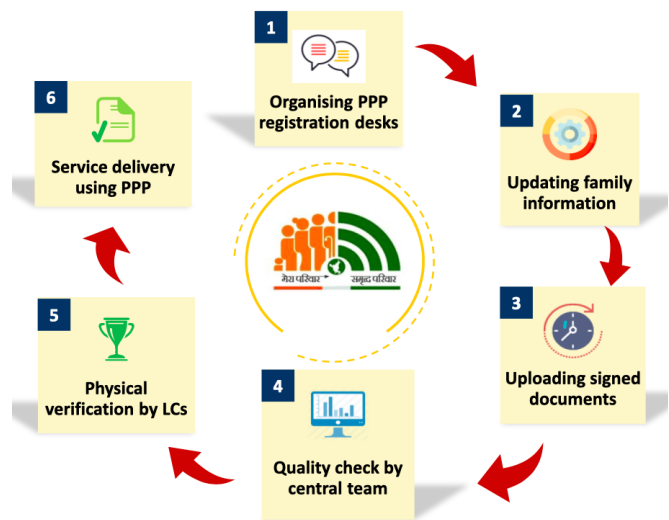 1
Organising PPP
registration desks
2
Updating family
information
3
Uploading signed
documents
4
Quality check by
central team
5
Physical
verification by LCs
6
Service delivery
using PPP
मेरा परिवार
समृद्ध परिवार